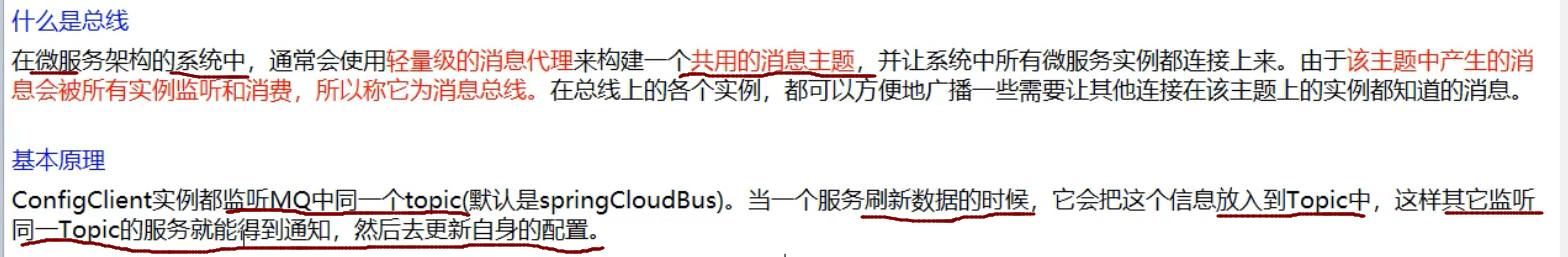 什么是总线
在微服务架构的系统中，通常会使用轻量级的消息代理来构建一个共用的消息主题，并让系统中所有微服务实例都连接上来。由于该主题中产生的消
息会被所有实例监听和消费，所以称它为消息总线。在总线上的各个实例，都可以方便地广播一些需要让其他连接在该主题上的实例都知道的消息。
基本原理
ConfigClient实例都监听MQ中同一个topic(默认是springCloudBus)。当一个服务刷新数据的时候，它会把这个信息放入到Topic中，这样其它监听
同一Topic的服务就能得到通知，然后去更新自身的配置。